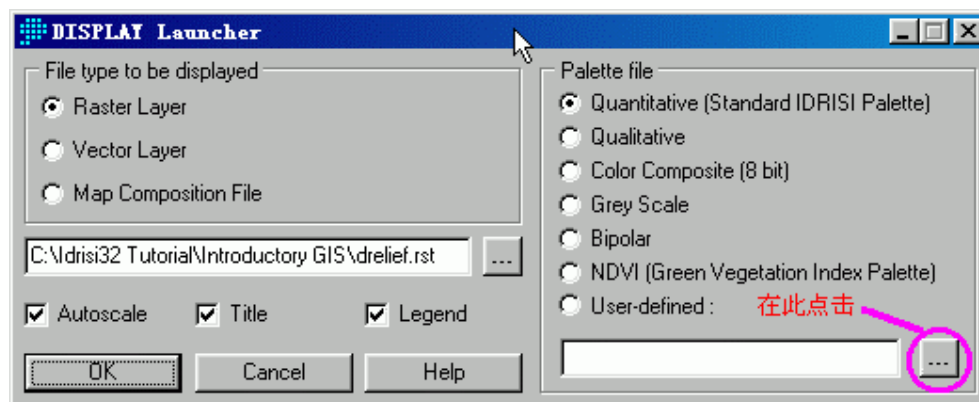 DISPLAY Launcher
File type to be displayed
Raster Layer
Vector Layer
Map Composition File
C:\Idrisi32 Tutorial\Introductory GIS\drelief.rst
...
Autoscale
Title
Legend
OK
Cancel
Help
Palette file
Quantitative (Standard IDRISI Palette)
Qualitative
Color Composite (8 bit)
Grey Scale
Bipolar
NDVI (Green Vegetation Index Palette)
User-defined : 在此点击
...